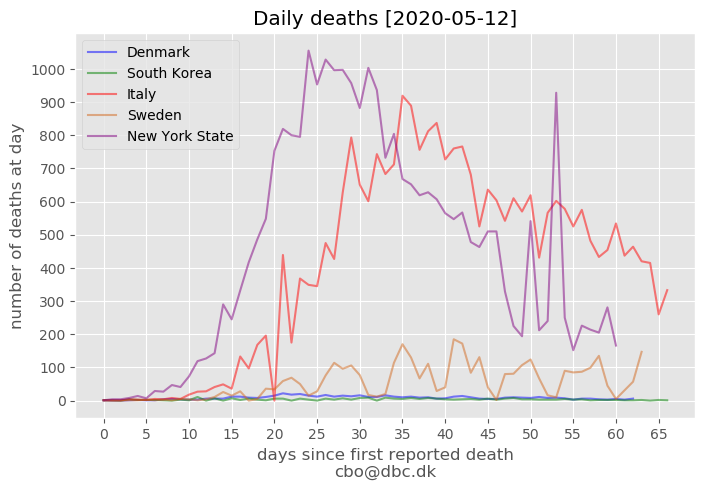 Daily deaths [2020-05-12]
Denmark
South Korea
Italy
Sweden
New York State
number of deaths at day
1000
900
800
700
600
500
400
300
200
100
0
0 5 10 15 20 25 30 35 40 45 50 55 60 65
days since first reported death
cbo@dbc.dk